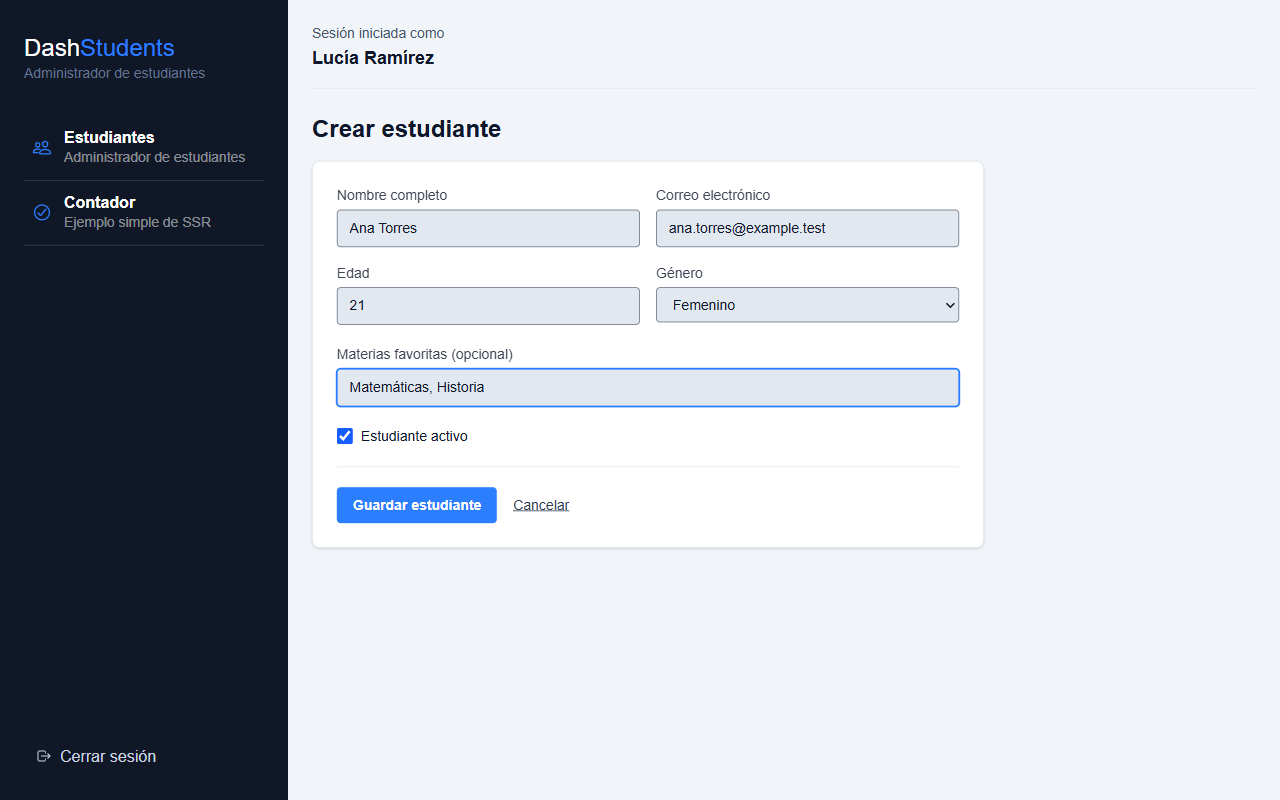 DashStudents
Administrador de estudiantes
Estudiantes
Administrador de estudiantes
Contador
Ejemplo simple de SSR
Cerrar sesión
Sesión iniciada como
Lucía Ramírez
Crear estudiante
Nombre completo
Ana Torres
Correo electrónico
ana.torres@example.test
Edad
21
Género
Femenino
Materias favoritas (opcional)
Matemáticas, Historia
Estudiante activo
Guardar estudiante
Cancelar